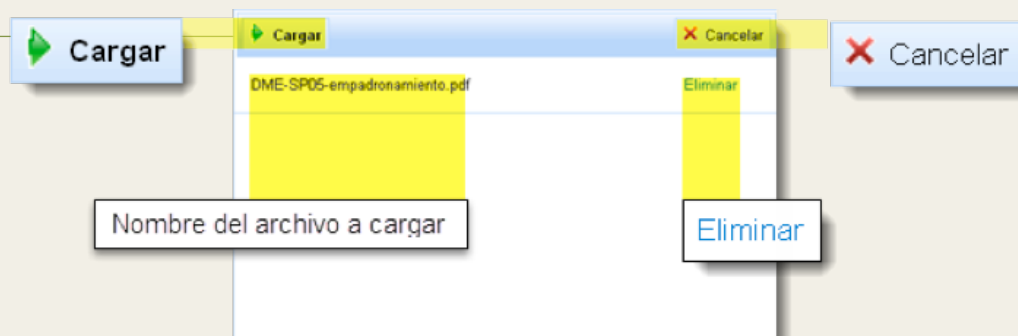 Cargar
Cargar
Cancelar
Cancelar
DME-SP05-empadronamiento.pdf
Eliminar
Nombre del archivo a cargar
Eliminar